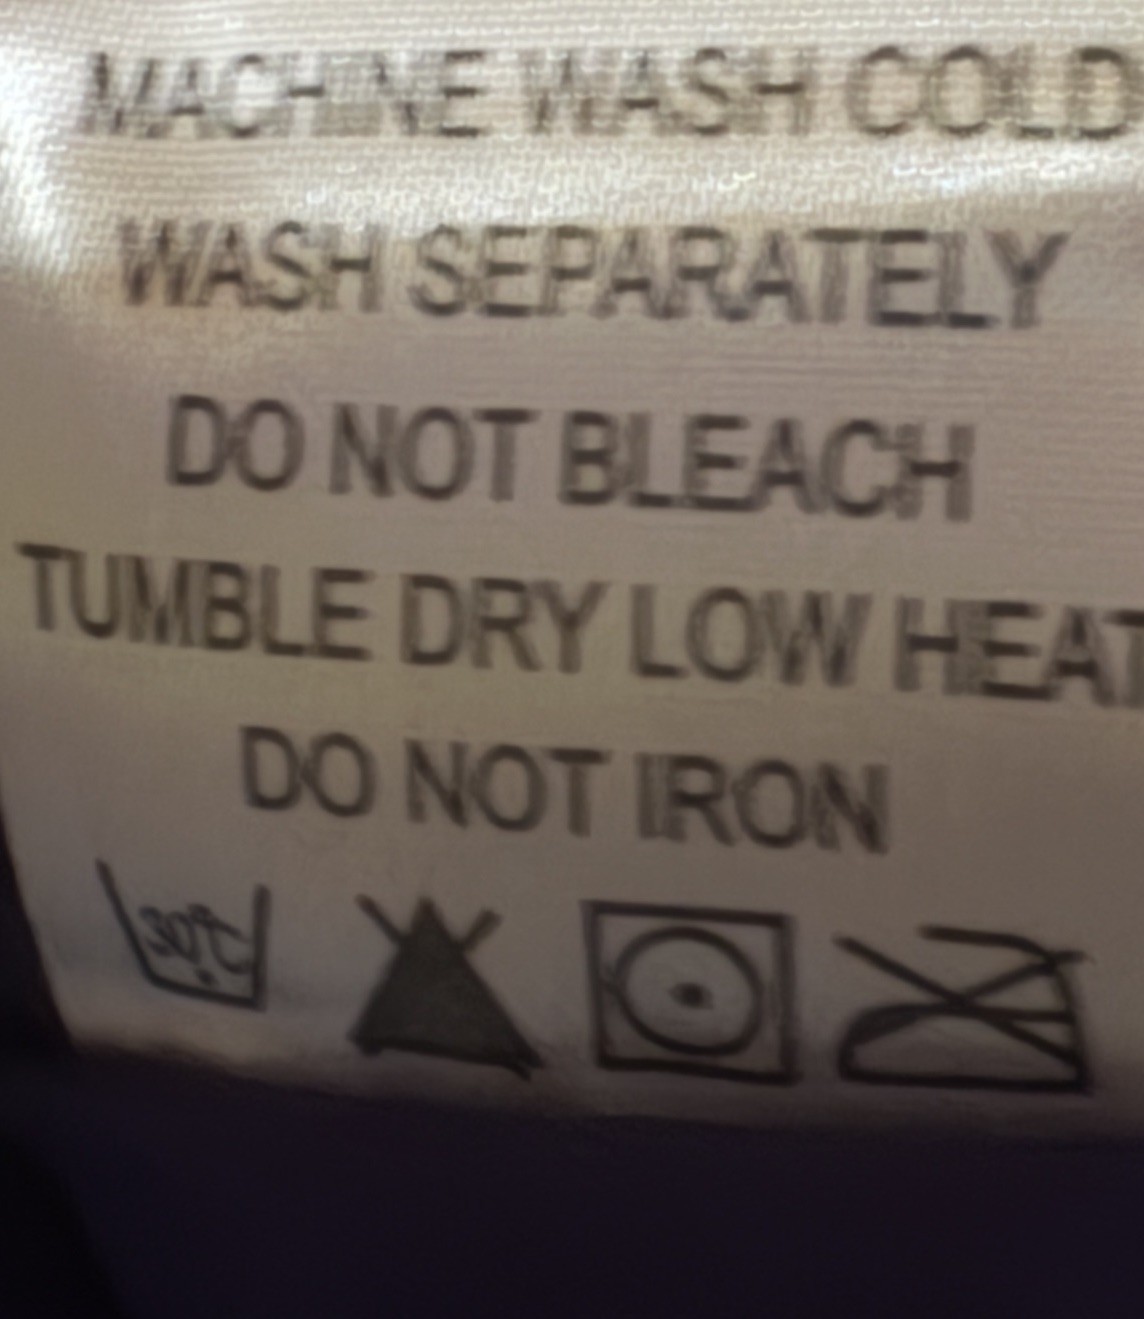 MACHINE WASH COLD
WASH SEPARATELY
DO NOT BLEACH
TUMBLE DRY LOW HEAT
DO NOT IRON
30°C